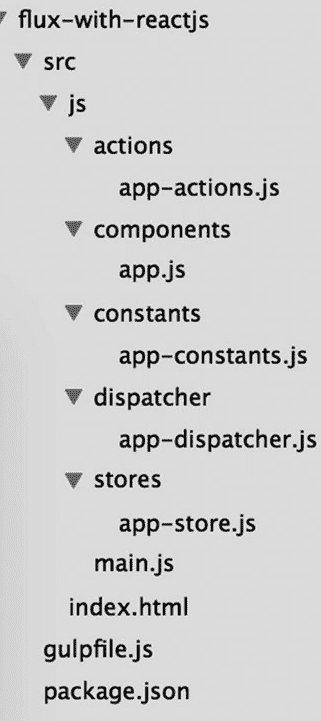 flux-with-reactjs
src
js
actions
app-actions.js
components
app.js
constants
app-constants.js
dispatcher
app-dispatcher.js
stores
app-store.js
main.js
index.html
gulpfile.js
package.json